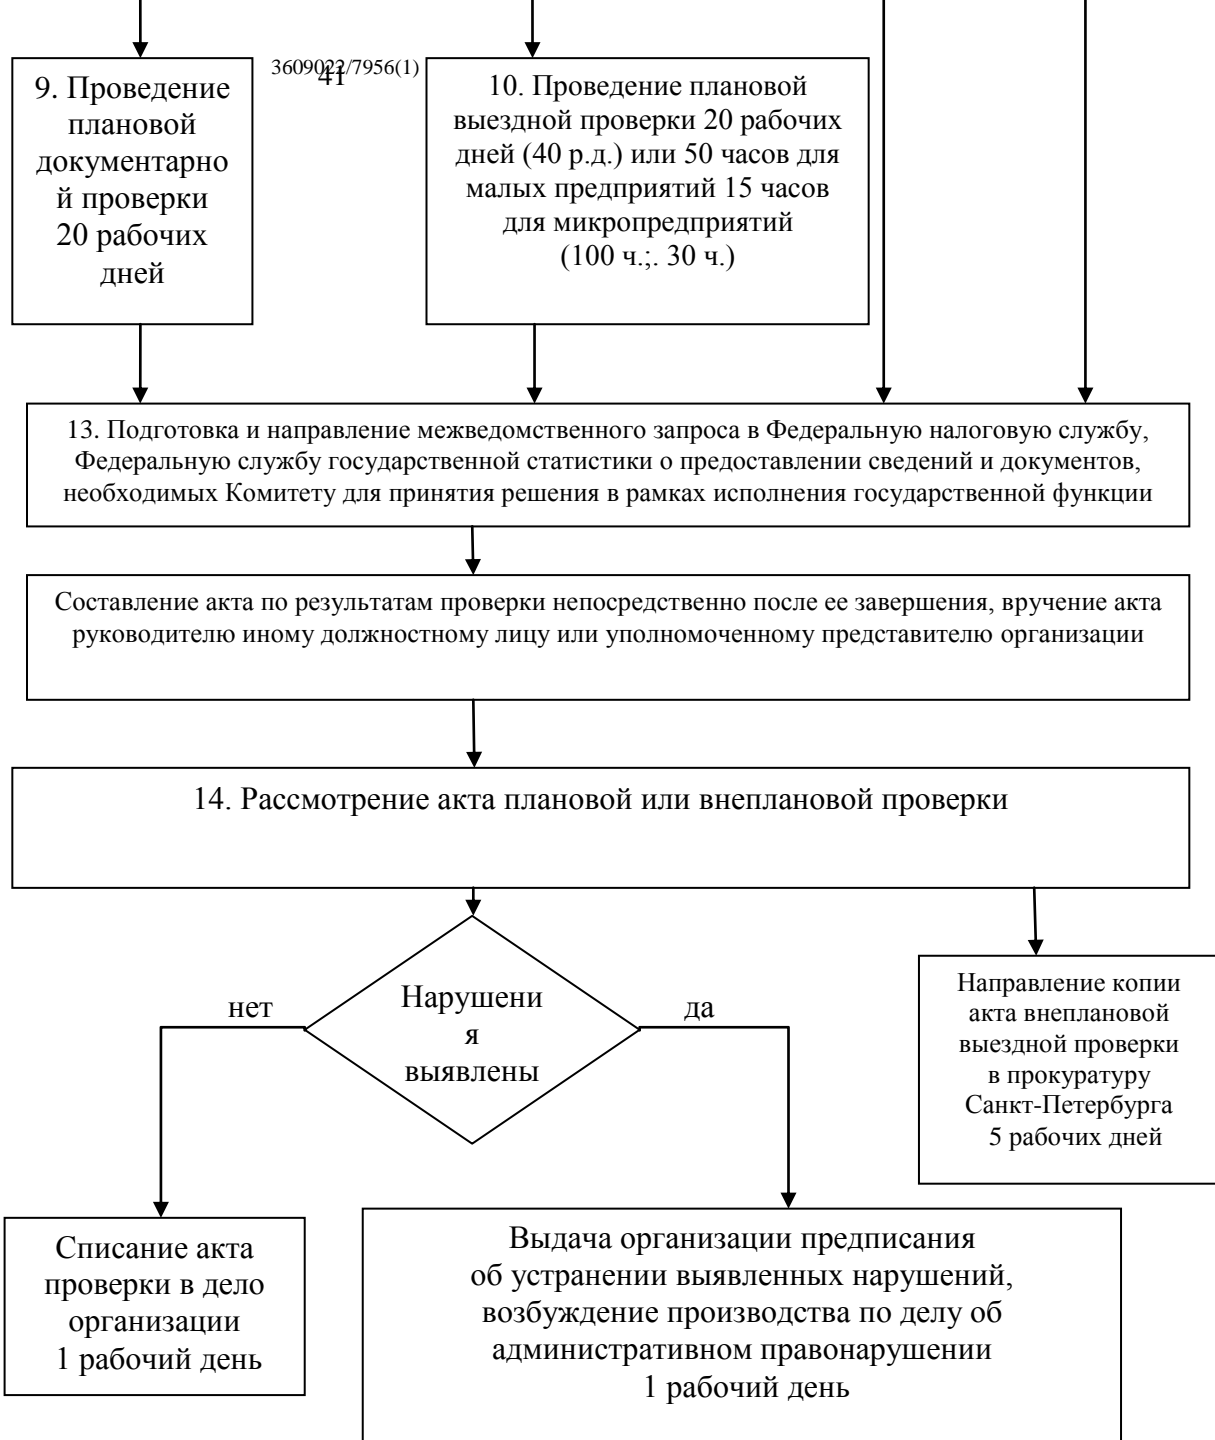 3609022/7956(1)
41
9. Проведение
плановой
документарно
й проверки
20 рабочих
дней
10. Проведение плановой
выездной проверки 20 рабочих
дней (40 р.д.) или 50 часов для
малых предприятий 15 часов
для микропредприятий
(100 ч.;. 30 ч.)
13. Подготовка и направление межведомственного запроса в Федеральную налоговую службу,
Федеральную службу государственной статистики о предоставлении сведений и документов,
необходимых Комитету для принятия решения в рамках исполнения государственной функции
Составление акта по результатам проверки непосредственно после ее завершения, вручение акта
руководителю иному должностному лицу или уполномоченному представителю организации
14. Рассмотрение акта плановой или внеплановой проверки
нет
Нарушени
я
выявлены
да
Направление копии
акта внеплановой
выездной проверки
в прокуратуру
Санкт-Петербурга
5 рабочих дней
Списание акта
проверки в дело
организации
1 рабочий день
Выдача организации предписания
об устранении выявленных нарушений,
возбуждение производства по делу об
административном правонарушении
1 рабочий день